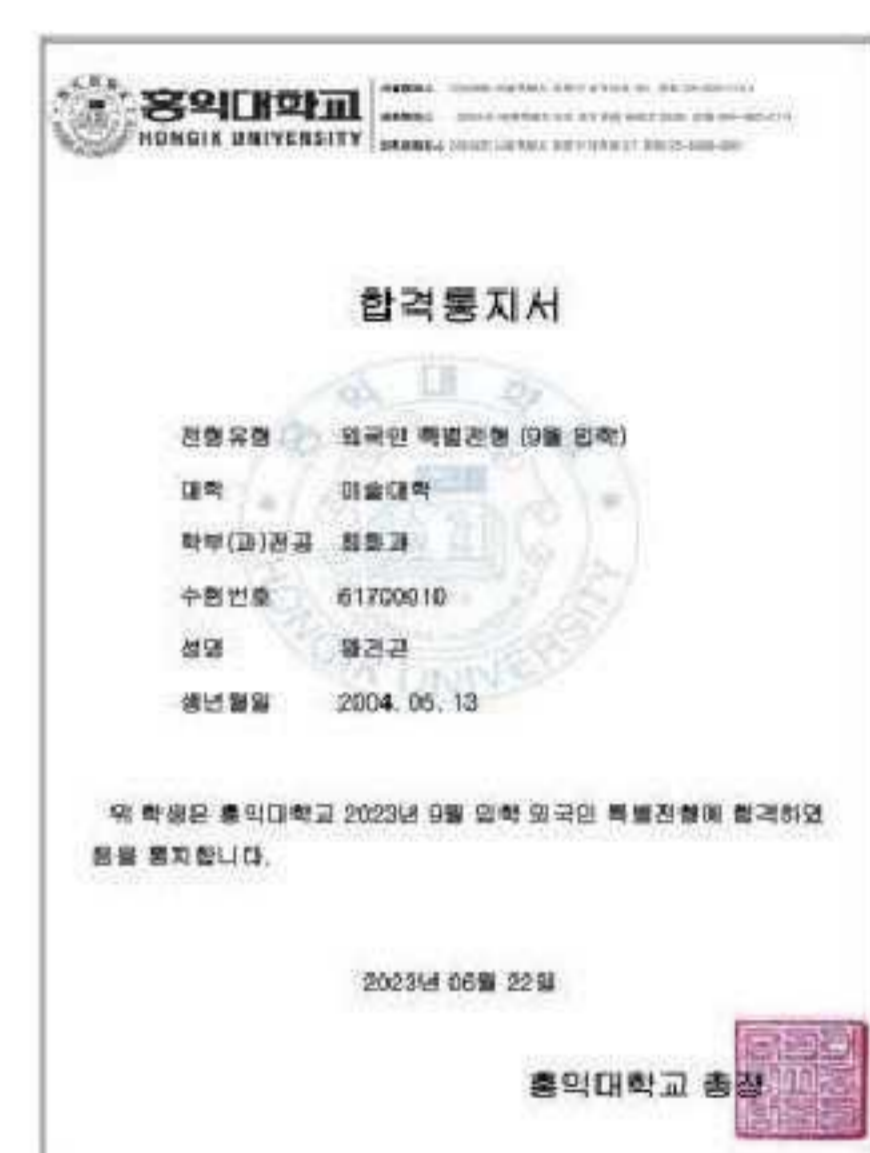 홍익대학교
HONGIK UNIVERSITY
합격통지서
전형유형 외국인 특별전형 (9월 입학)
대학 미술대학
학부(과)전공 회화과
수험번호 61700010
성명
생년월일 2004. 05. 13
위 학생은 홍익대학교 2023년 9월 입학 외국인 특별전형에 합격하였
음을 통지합니다.
2023년 06월 22일
홍익대학교 총장